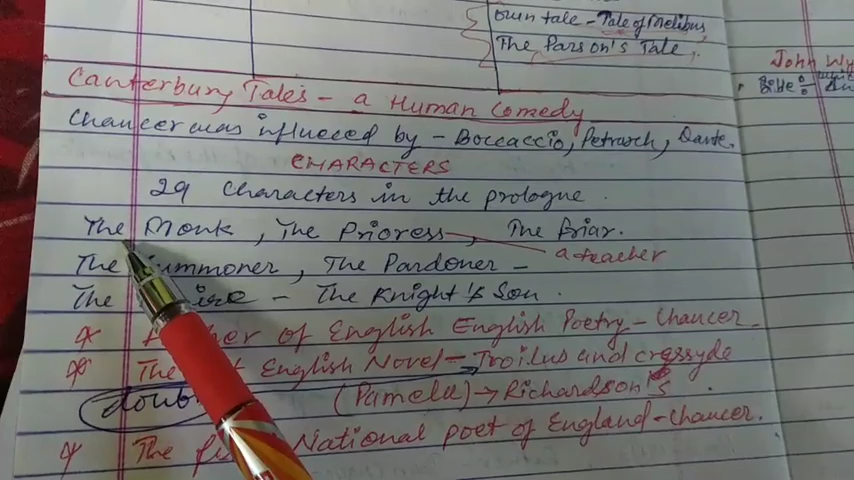 own tale - Tale of Melibus,
The Parson's Tale,
John Wy
Canterbury Tales - a Human Comedy
Chaucer was influced by - Boccaccio, Petrarch, Dante.
CHARACTERS
29 characters in the prologue.
The Monk, The Prioress, The Friar.
a teacher
The Summoner, The Pardoner -
The - The Knight's Son.
* of English English Poetry - Chaucer.
* The English Novel - Troilus and cressyde
doub (Pamela) → Richardson's.
* The National poet of England - Chaucer.